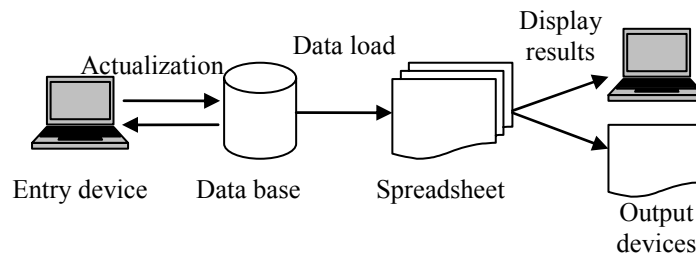 Actualization
Data load
Display
results
Entry device
Data base
Spreadsheet
Output
devices